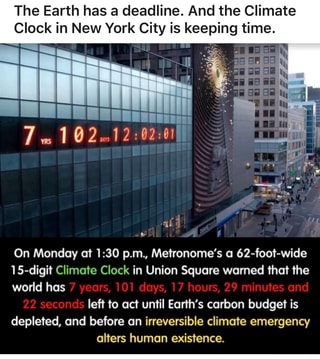 The Earth has a deadline. And the Climate
Clock in New York City is keeping time.
7 YRS 102 DAYS 12:02:01
On Monday at 1:30 p.m., Metronome's a 62-foot-wide
15-digit Climate Clock in Union Square warned that the
world has 7 years, 101 days, 17 hours, 29 minutes and
22 seconds left to act until Earth's carbon budget is
depleted, and before an irreversible climate emergency
alters human existence.